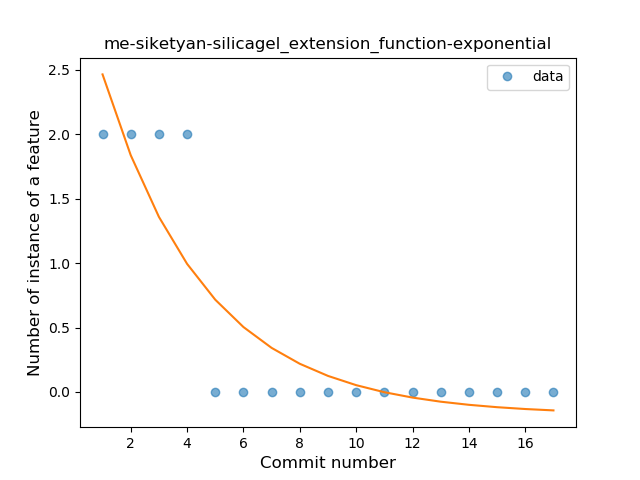 me-siketyan-silicagel_extension_function-exponential
data
Number of instance of a feature
2.5
2.0
1.5
1.0
0.5
0.0
2 4 6 8 10 12 14 16
Commit number